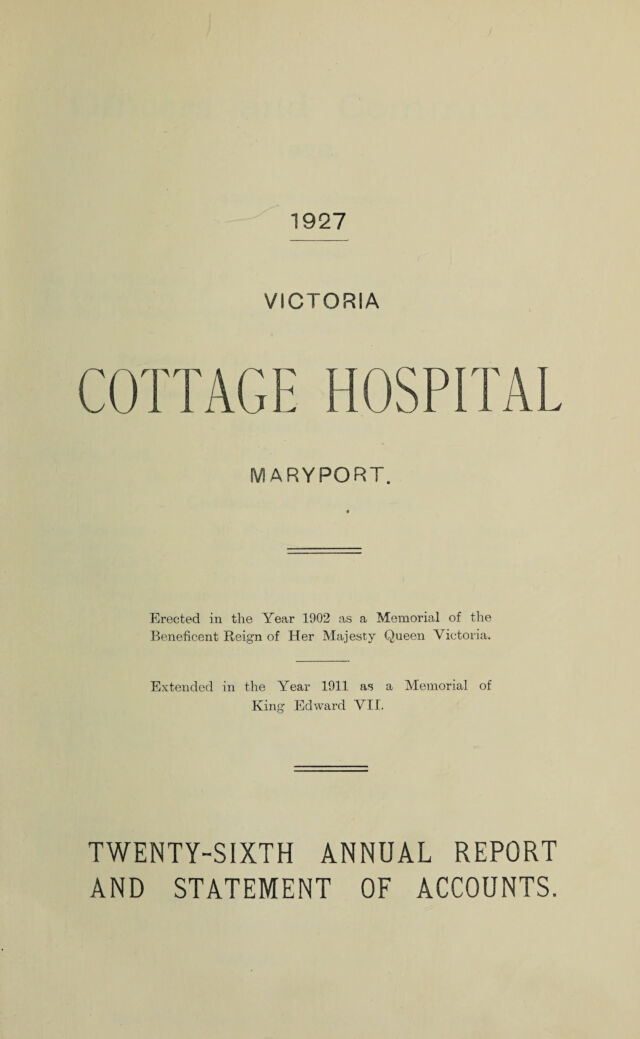 1927
VICTORIA
COTTAGE HOSPITAL
MARYPORT.
Erected in the Year 1902 as a Memorial of the
Beneficent Reign of Her Majesty Queen Victoria.
Extended in the Year 1911 as a Memorial of
King Edward VII.
TWENTY-SIXTH ANNUAL REPORT
AND STATEMENT OF ACCOUNTS.